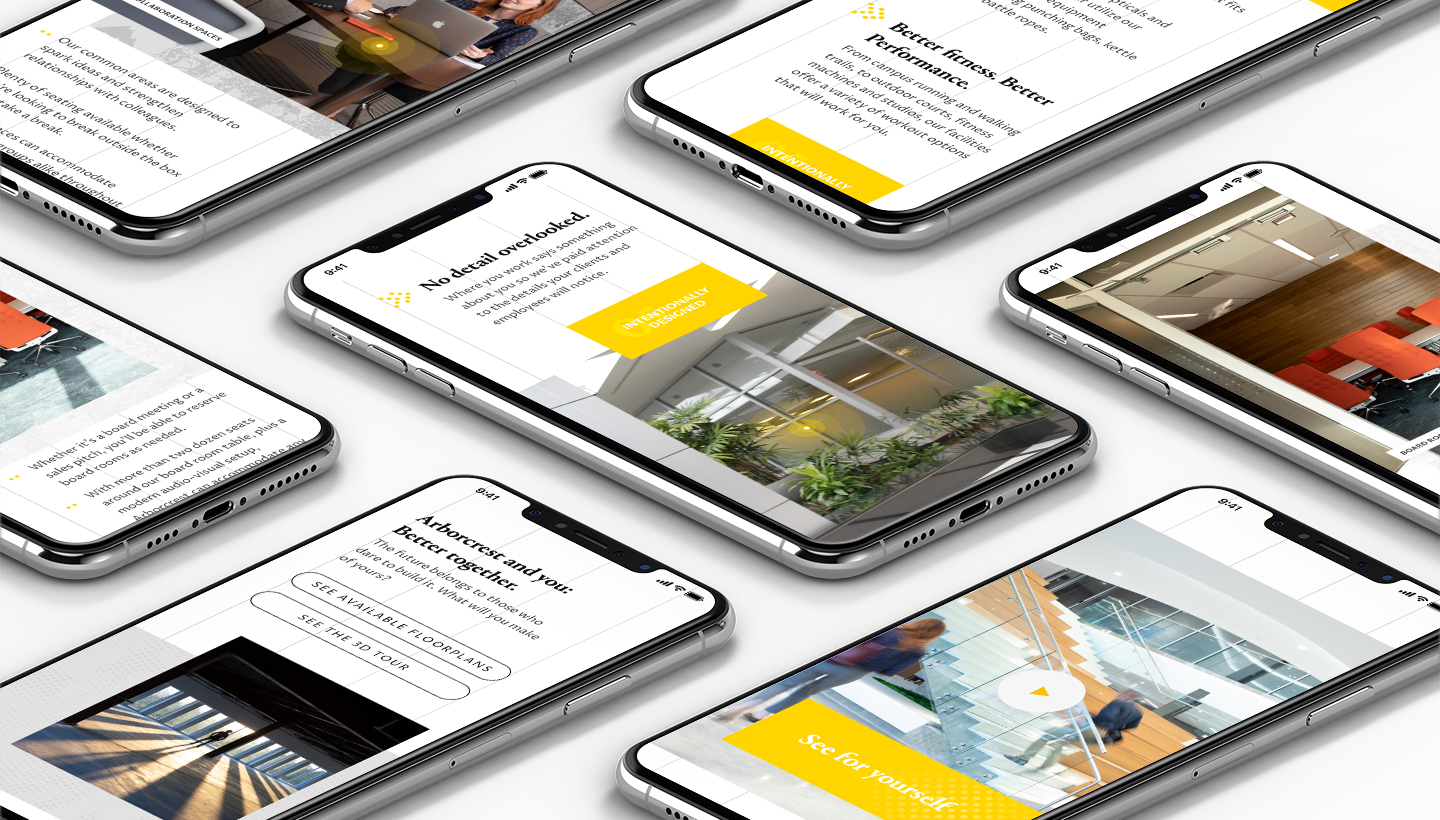 COLLABORATION SPACES
Our common areas are designed to
spark ideas and strengthen
relationships with colleagues.
Plenty of seating available whether
looking to break outside the box
take a break.
can accommodate
groups alike throughout
fits
utilize our
equipment
punching bags, kettle
battle ropes.
Better fitness. Better
Performance.
From campus running and walking
trails, to outdoor courts, fitness
machines and studios, our facilities
offer a variety of workout options
that will work for you.
INTENTIONALLY
9:41
No detail overlooked.
Where you work says something
about you so we've paid attention
to the details your clients and
employees will notice.
INTENTIONALLY
DESIGNED
9:41
BOARD
Whether it's a board meeting or a
sales pitch, you'll be able to reserve
board rooms as needed.
With more than two dozen seats
around our board room table, plus a
modern audio-visual setup,
Arborcrest can accommodate any
9:41
Arborcrest and you:
Better together.
The future belongs to those who
dare to build it. What will you make
of yours?
SEE AVAILABLE FLOORPLANS
SEE THE 3D TOUR
9:41
See for yourself.